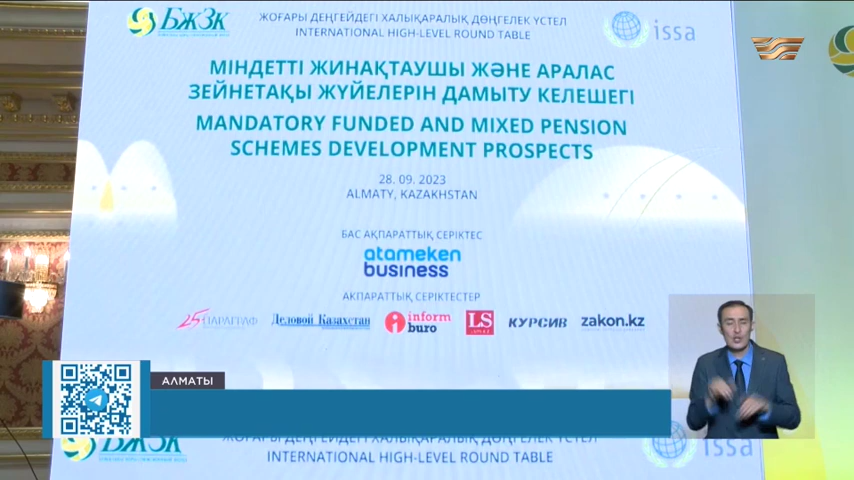 БЖЗҚ
ЖОҒАРЫ ДЕҢГЕЙДЕГІ ХАЛЫҚАРАЛЫҚ ДӨҢГЕЛЕК ҮСТЕЛ
INTERNATIONAL HIGH-LEVEL ROUND TABLE
issa
МІНДЕТТІ ЖИНАҚТАУШЫ ЖӘНЕ АРАЛАС
ЗЕЙНЕТАҚЫ ЖҮЙЕЛЕРІН ДАМЫТУ КЕЛЕШЕГІ
MANDATORY FUNDED AND MIXED PENSION
SCHEMES DEVELOPMENT PROSPECTS
28. 09. 2023
ALMATY, KAZAKHSTAN
БАС АҚПАРАТТЫҚ СЕРІКТЕС
atameken
business
АҚПАРАТТЫҚ СЕРІКТЕСТЕР
25 ПАРАГРАФ
Деловой Казахстан
inform
buro
LS
КУРСИВ
zakon.kz
АЛМАТЫ
БЖЗҚ
ЖОҒАРЫ ДЕҢГЕЙДЕГІ ХАЛЫҚАРАЛЫҚ ДӨҢГЕЛЕК ҮСТЕЛ
INTERNATIONAL HIGH-LEVEL ROUND TABLE
issa